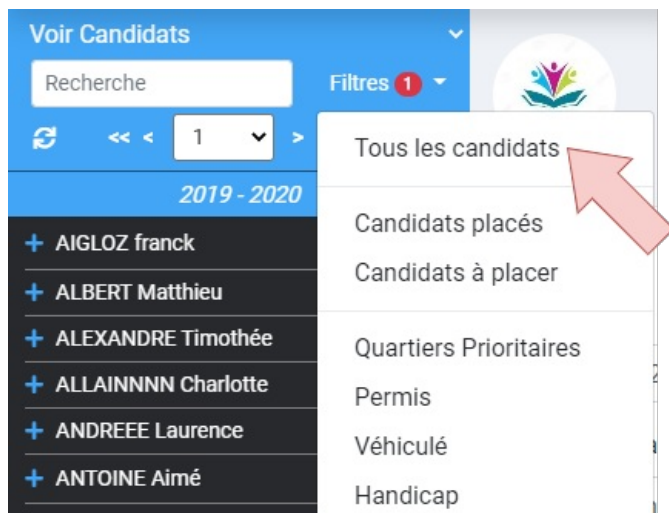 Voir Candidats
Recherche
Filtres 1
<< < 1 >
2019 - 2020
AIGLOZ franck
ALBERT Matthieu
ALEXANDRE Timothée
ALLAINNNN Charlotte
ANDREEE Laurence
ANTOINE Aimé
Tous les candidats
Candidats placés
Candidats à placer
Quartiers Prioritaires
Permis
Véhiculé
Handicap